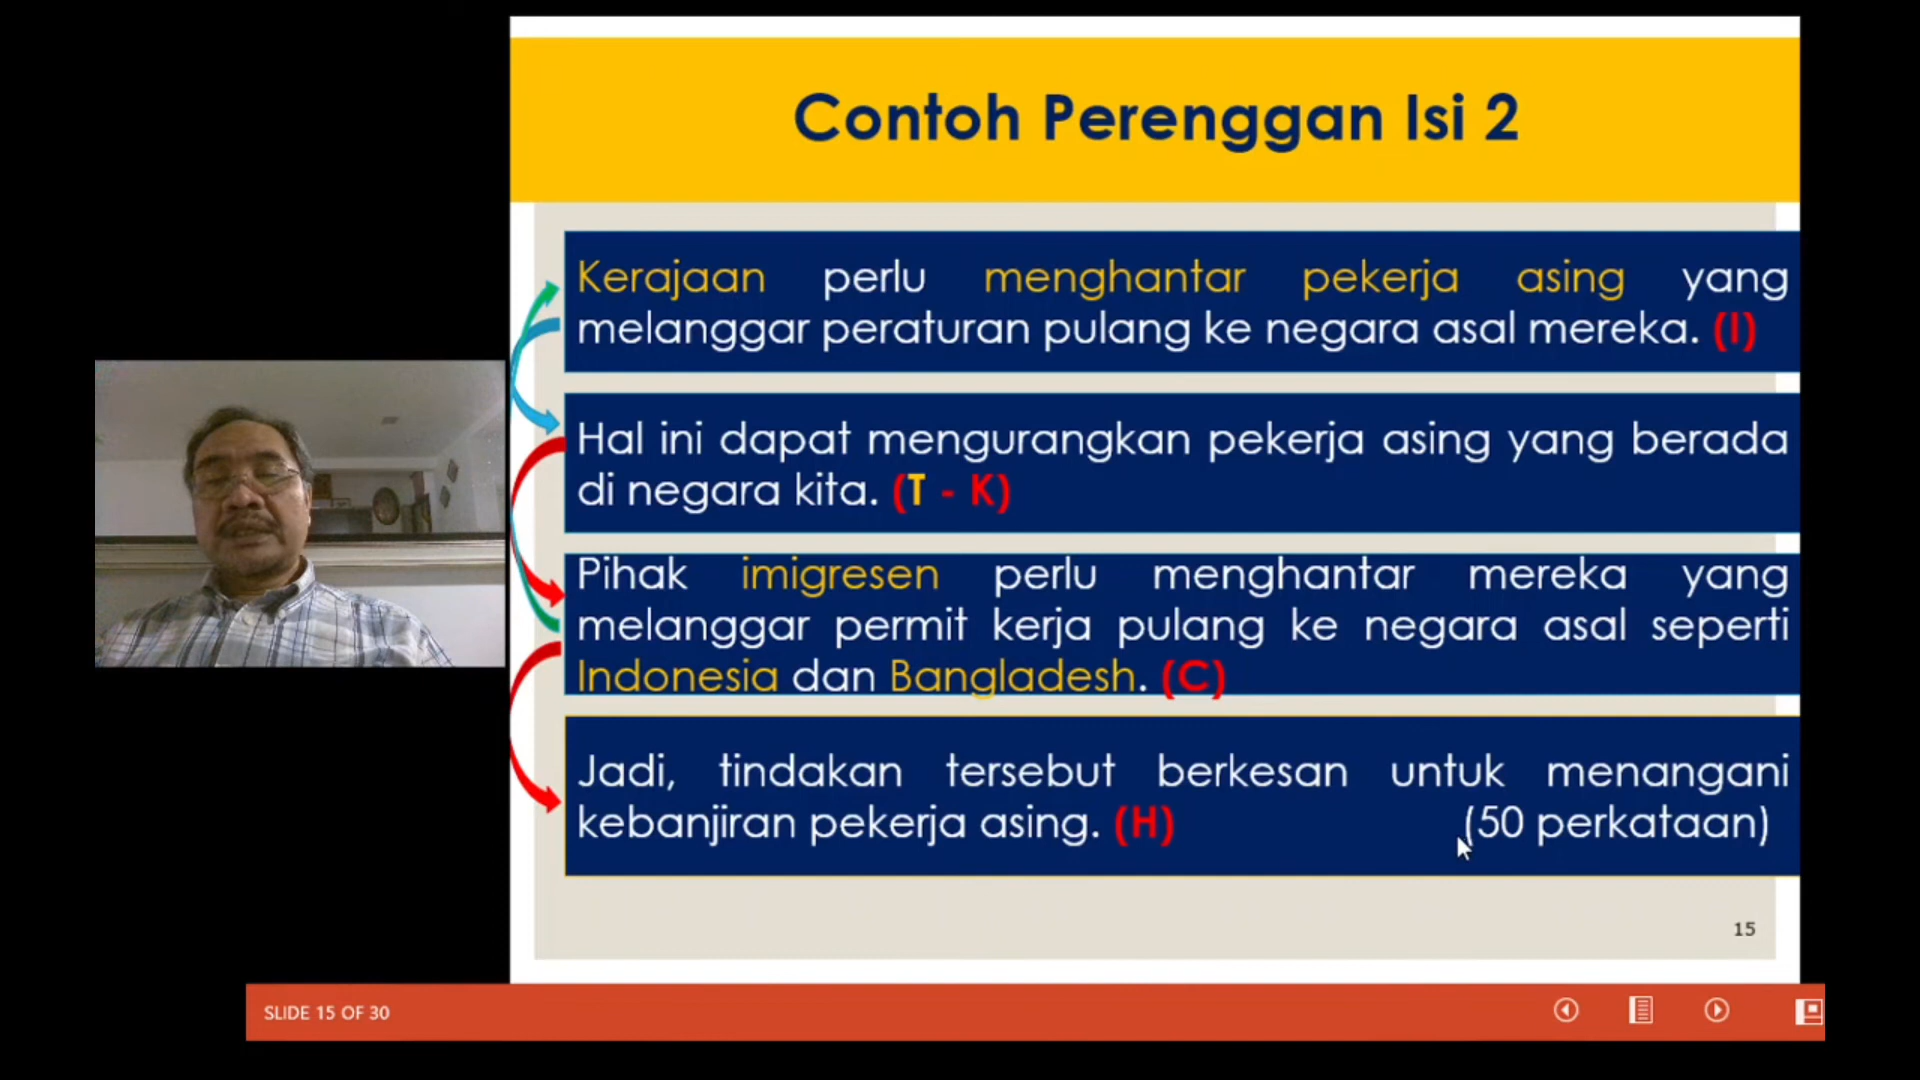 Contoh Perenggan Isi 2
Kerajaan perlu menghantar pekerja asing yang
melanggar peraturan pulang ke negara asal mereka. (I)
Hal ini dapat mengurangkan pekerja asing yang berada
di negara kita. (T - K)
Pihak imigresen perlu menghantar mereka yang
melanggar permit kerja pulang ke negara asal seperti
Indonesia dan Bangladesh. (C)
Jadi, tindakan tersebut berkesan untuk menangani
kebanjiran pekerja asing. (H) (50 perkataan)
15
SLIDE 15 OF 30